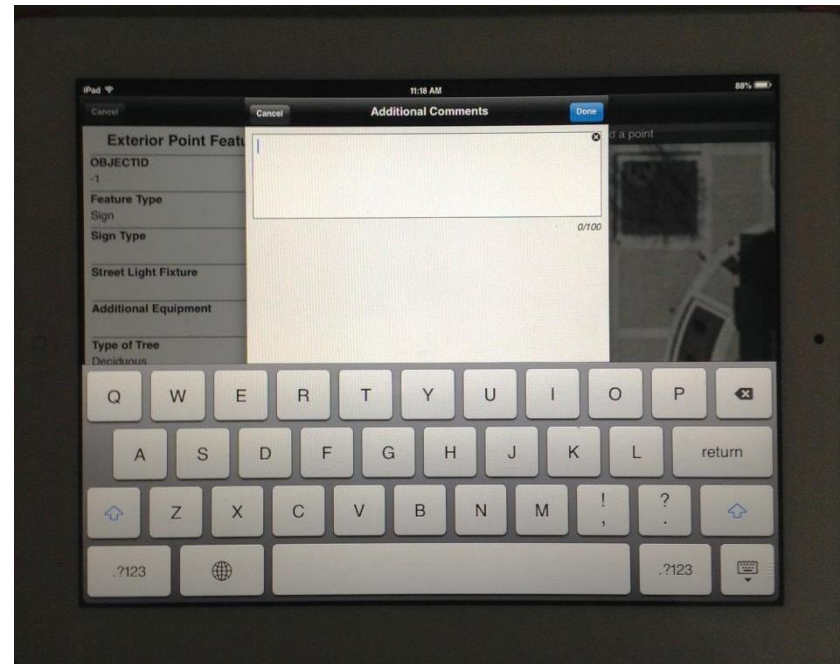 iPad 11:18 AM 88%
Cancel
Cancel Additional Comments Done
Exterior Point Featu
d a point
OBJECTID
-1
Feature Type
Sign
0/100
Sign Type
Street Light Fixture
Additional Equipment
Type of Tree
Deciduous
Q W E R T Y U I O P
A S D F G H J K L return
Z X C V B N M ! , ? .
.?123 .?123